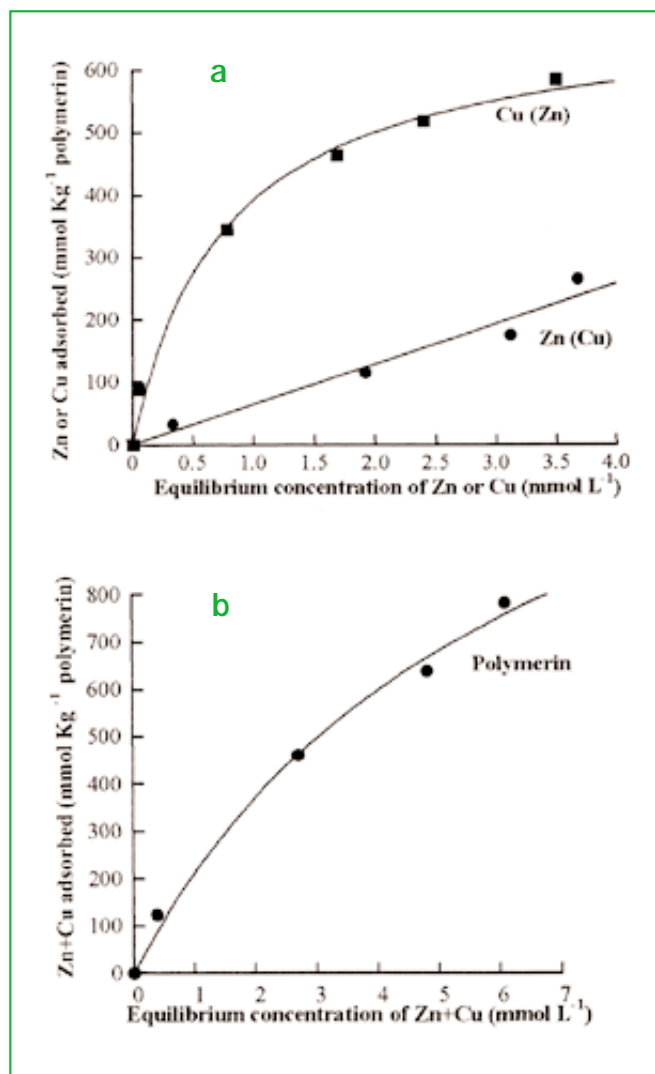 a
600
500
400
300
200
100
0
Cu (Zn)
Zn (Cu)
0.5 1.0 1.5 2.0 2.5 3.0 3.5 4.0
Zn or Cu adsorbed (mmol Kg⁻¹ polymerin)
Equilibrium concentration of Zn or Cu (mmol L⁻¹)
b
800
700
600
500
400
300
200
100
0
Polymerin
0 1 2 3 4 5 6 7
Zn+Cu adsorbed (mmol Kg⁻¹ polymerin)
Equilibrium concentration of Zn+Cu (mmol L⁻¹)